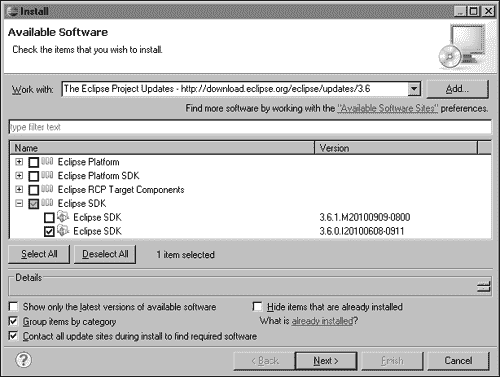 Install
Available Software
Check the items that you wish to install.
Work with: The Eclipse Project Updates - http://download.eclipse.org/eclipse/updates/3.6 Add...
Find more software by working with the "Available Software Sites" preferences.
type filter text
Name Version
Eclipse Platform
Eclipse Platform SDK
Eclipse RCP Target Components
Eclipse SDK
Eclipse SDK 3.6.1.M20100909-0800
Eclipse SDK 3.6.0.I20100608-0911
Select All Deselect All 1 item selected
Details
Show only the latest versions of available software Hide items that are already installed
Group items by category What is already installed?
Contact all update sites during install to find required software
? < Back Next > Finish Cancel